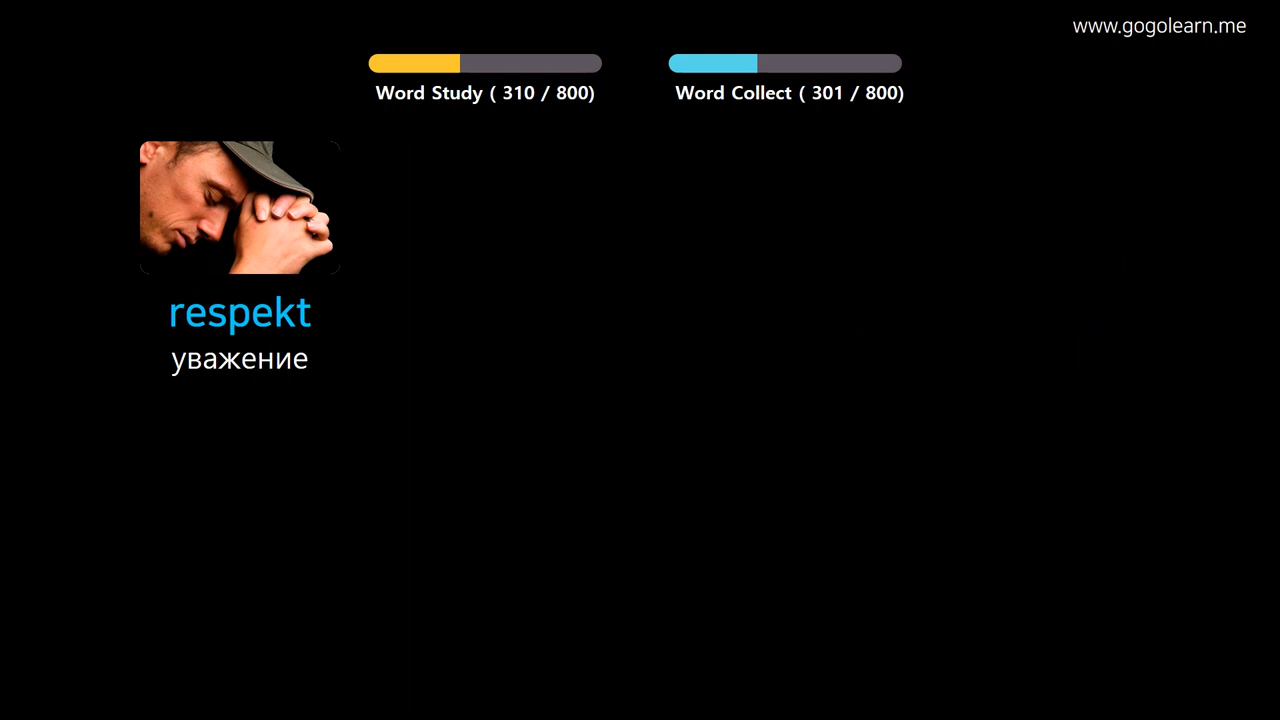 www.gogolearn.me
Word Study ( 310 / 800)
Word Collect ( 301 / 800)
respekt
уважение